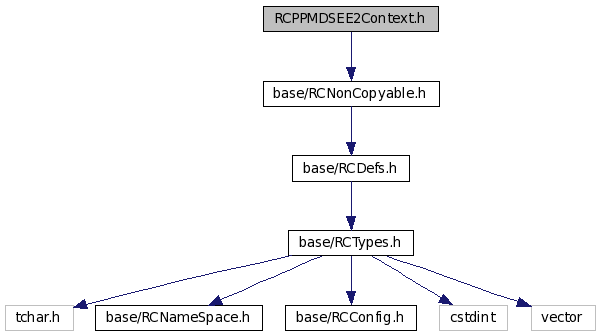 RCPPMDSEE2Context.h
base/RCNonCopyable.h
base/RCDefs.h
base/RCTypes.h
tchar.h
base/RCNameSpace.h
base/RCConfig.h
cstdint
vector